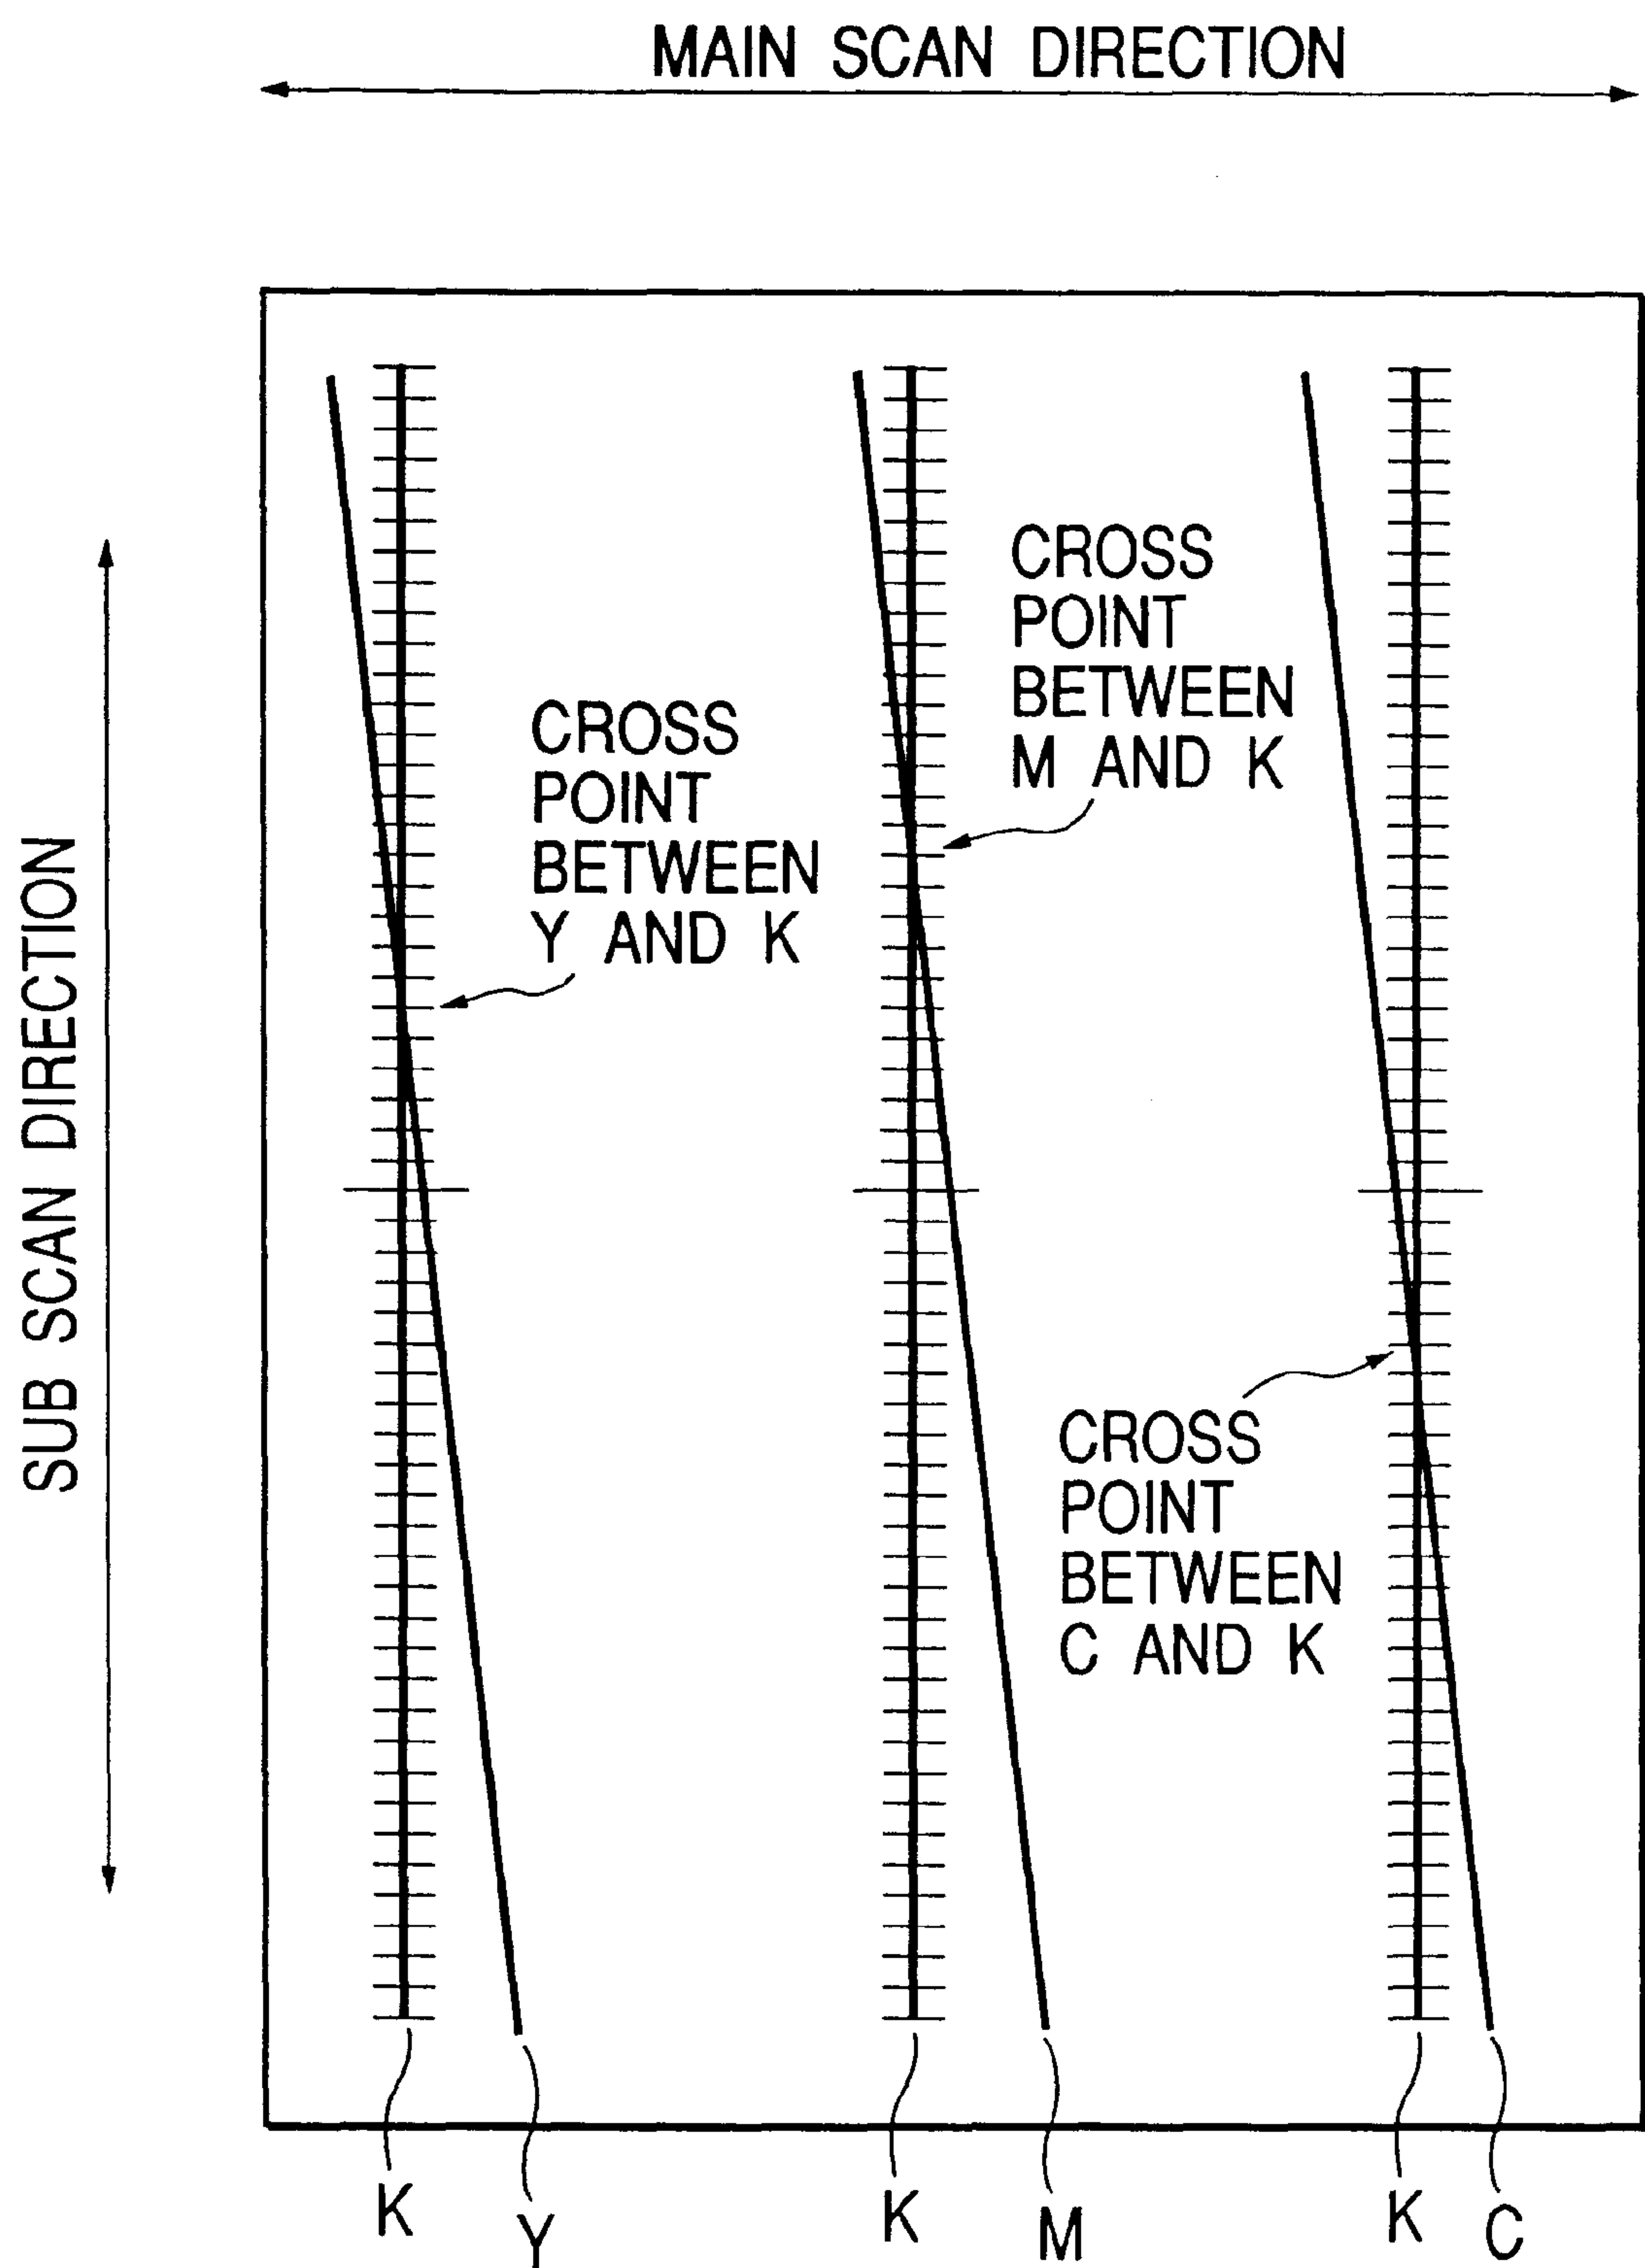 MAIN SCAN DIRECTION
SUB SCAN DIRECTION
CROSS
POINT
BETWEEN
Y AND K
CROSS
POINT
BETWEEN
M AND K
CROSS
POINT
BETWEEN
C AND K
K Y K M K C